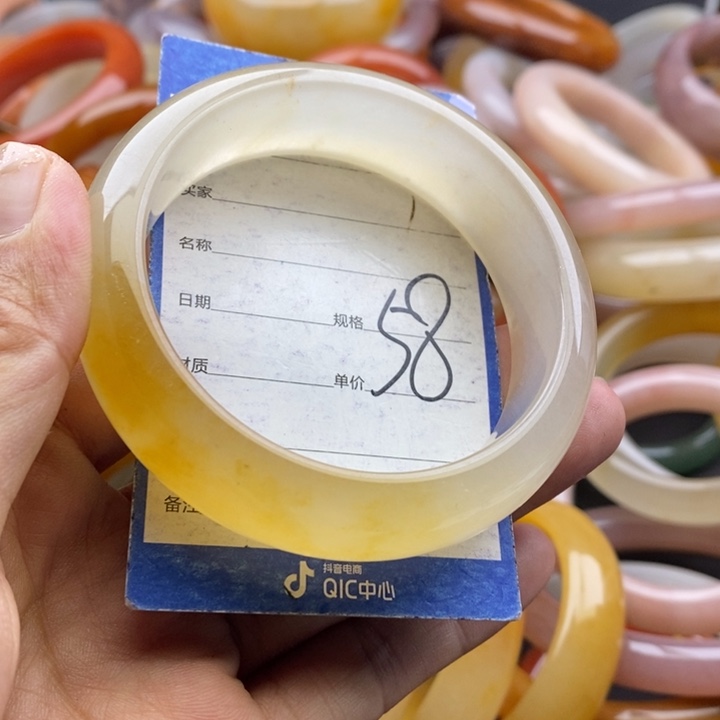 买家
名称
日期 规格 58
材质 单价
备注
抖音电商
QIC中心